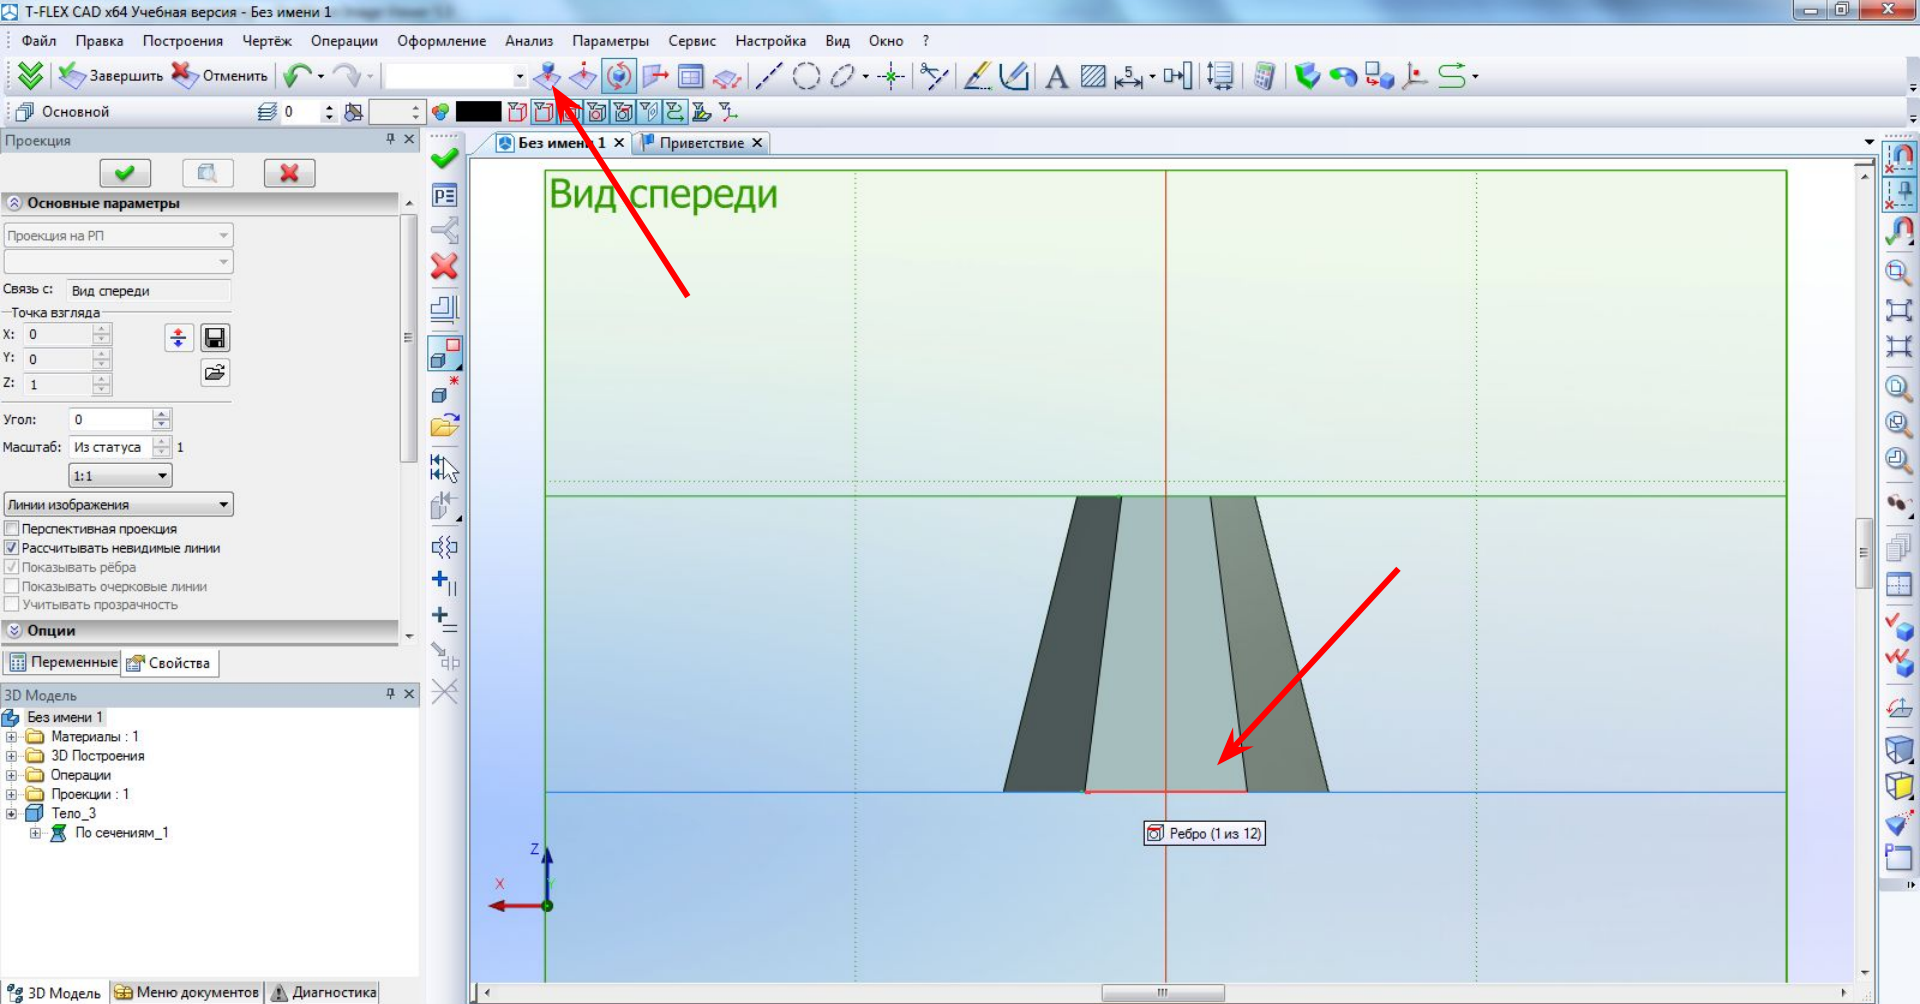 T-FLEX CAD x64 Учебная версия - Без имени 1
Файл Правка Построения Чертёж Операции Оформление Анализ Параметры Сервис Настройка Вид Окно ?
Завершить Отменить
Основной 0
Проекция
Без имени 1 Приветствие
Основные параметры
Вид спереди
Проекция на РП
Связь с: Вид спереди
Точка взгляда
X: 0
Y: 0
Z: 1
Угол: 0
Масштаб: Из статуса 1
1:1
Линии изображения
Перспективная проекция
Рассчитывать невидимые линии
Показывать рёбра
Показывать очерковые линии
Учитывать прозрачность
Опции
Переменные Свойства
3D Модель
Без имени 1
Материалы : 1
3D Построения
Операции
Проекции : 1
Тело_3
По сечениям_1
Ребро (1 из 12)
Z
X
Y
3D Модель Меню документов Диагностика